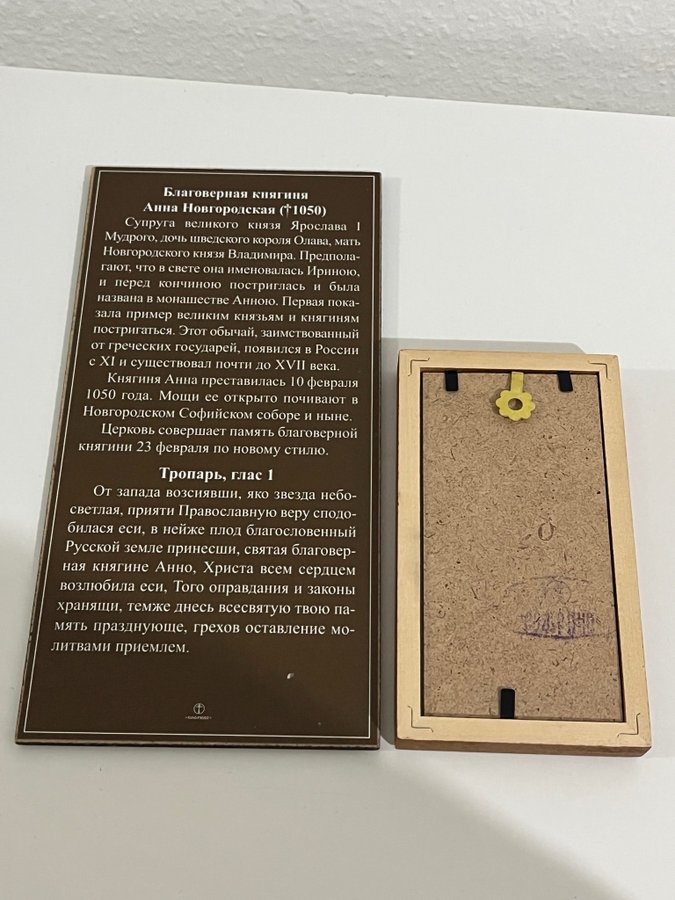 Благоверная княгиня
Анна Новгородская (†1050)
Супруга великого князя Ярослава I
Мудрого, дочь шведского короля Олава, мать
Новгородского князя Владимира. Предпола-
гают, что в свете она именовалась Ириною,
и перед кончиною постриглась и была
названа в монашестве Анною. Первая пока-
зала пример великим князьям и княгиням
постригаться. Этот обычай, заимствованный
от греческих государей, появился в России
с XI и существовал почти до XVII века.
Княгиня Анна преставилась 10 февраля
1050 года. Мощи ее открыто почивают в
Новгородском Софийском соборе и ныне.
Церковь совершает память благоверной
княгини 23 февраля по новому стилю.
Тропарь, глас 1
От запада возсиявши, яко звезда небо-
светлая, прияти Православную веру сподо-
билася еси, в нейже плод благословенный
Русской земле принесши, святая благовер-
ная княгине Анно, Христа всем сердцем
возлюбила еси, Того оправдания и законы
хранящи, темже днесь всесвятую твою па-
мять празднующе, грехов оставление мо-
литвами приемлем.